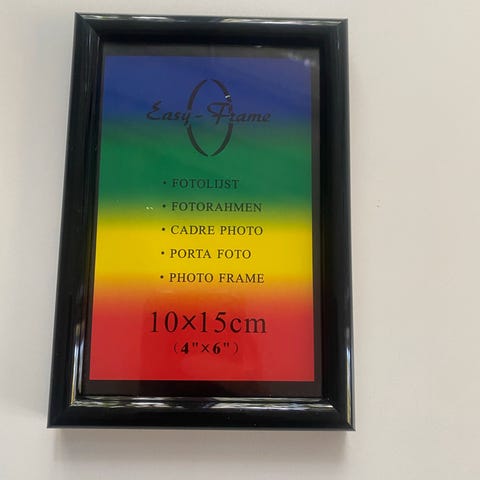 Easy-Frame
• FOTOLIJST
• FOTORAHMEN
• CADRE PHOTO
• PORTA FOTO
• PHOTO FRAME
10×15cm
(4"×6")